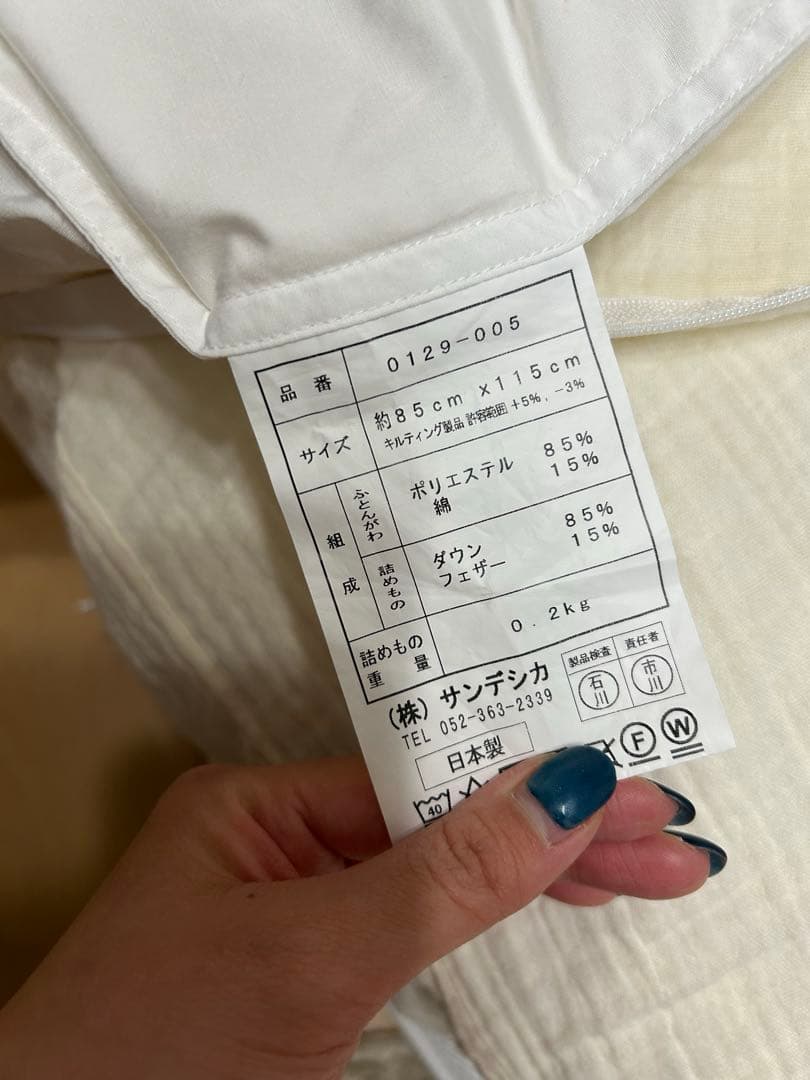 品番 0129-005
サイズ 約85cm x115cm
キルティング製品 許容範囲 +5%, -3%
組成 ふとんがわ ポリエステル 85%
綿 15%
詰めもの ダウン 85%
フェザー 15%
詰めもの重量 0.2kg
(株) サンデシカ
TEL 052-363-2339
製品検査 責任者
石川 市川
日本製
40 F W